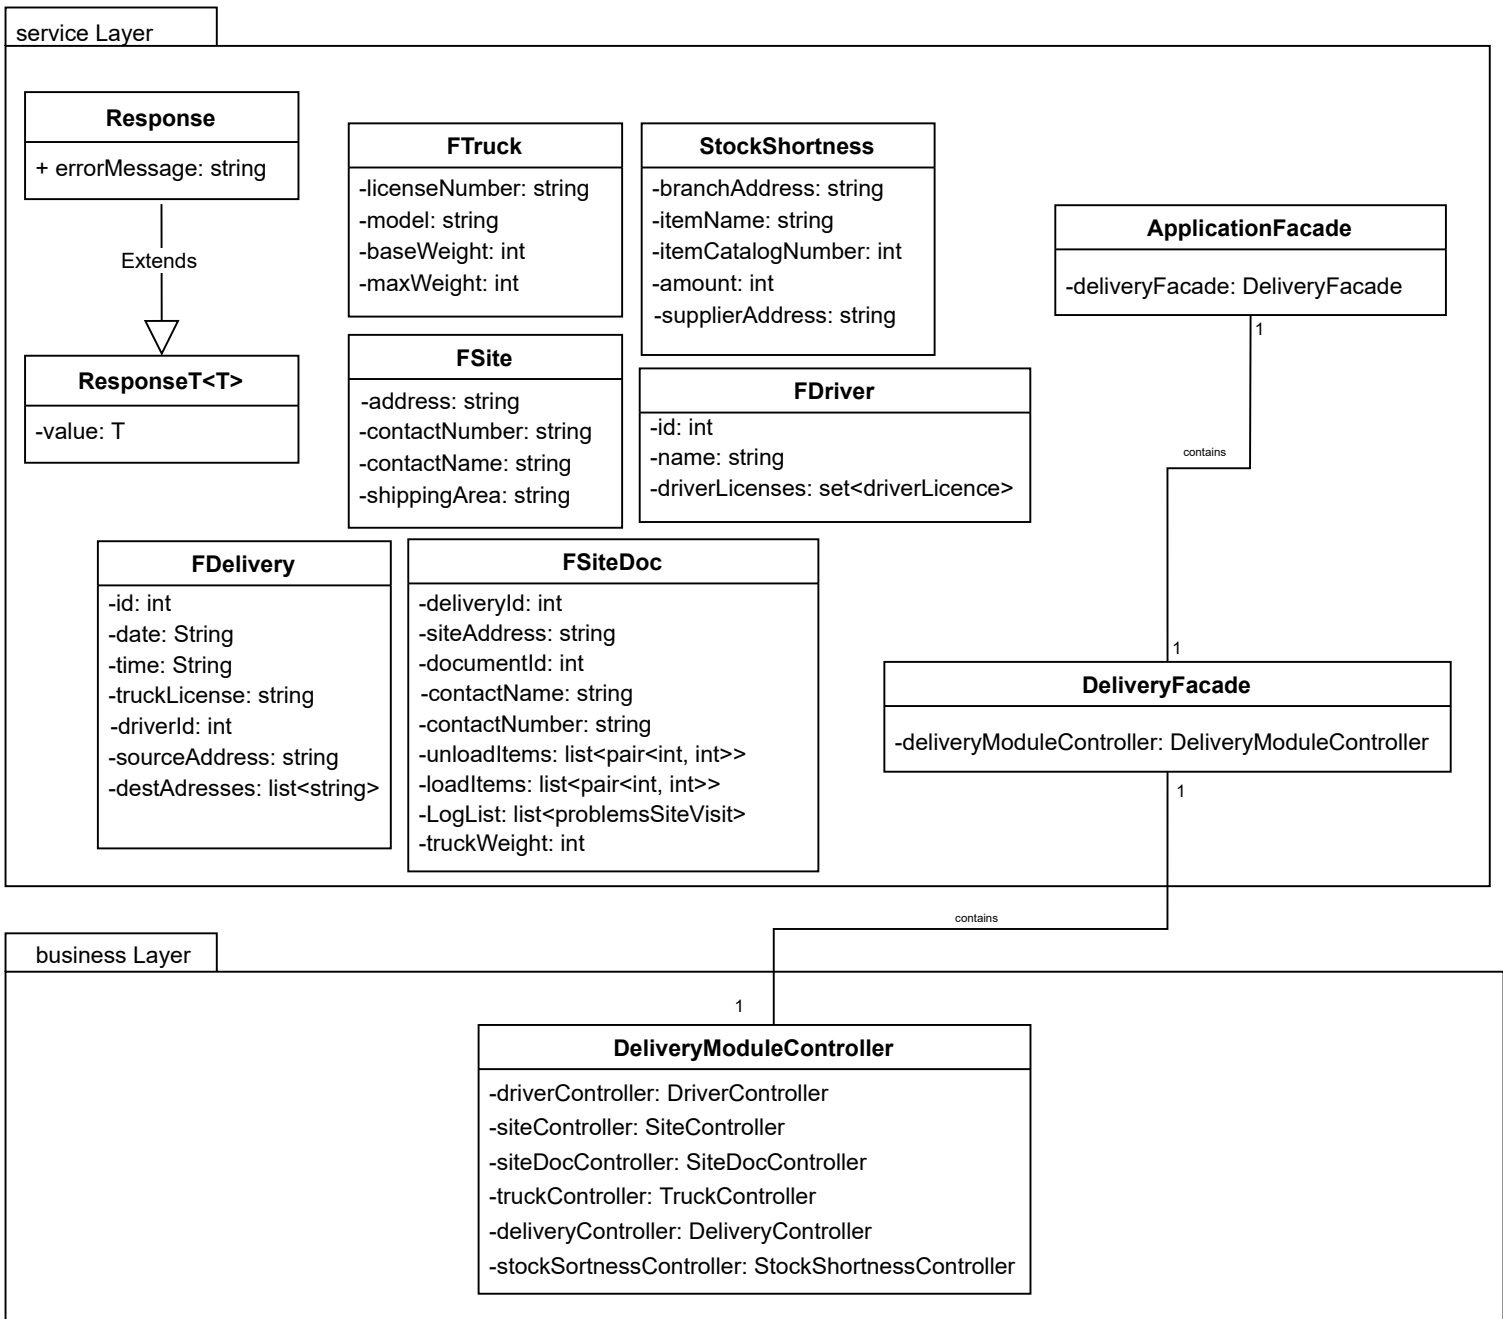 service Layer
Response
+ errorMessage: string
Extends
ResponseT<T>
-value: T
FTruck
-licenseNumber: string
-model: string
-baseWeight: int
-maxWeight: int
StockShortness
-branchAddress: string
-itemName: string
-itemCatalogNumber: int
-amount: int
-supplierAddress: string
ApplicationFacade
-deliveryFacade: DeliveryFacade
1
contains
1
FSite
-address: string
-contactNumber: string
-contactName: string
-shippingArea: string
FDriver
-id: int
-name: string
-driverLicenses: set<driverLicence>
FDelivery
-id: int
-date: String
-time: String
-truckLicense: string
-driverId: int
-sourceAddress: string
-destAdresses: list<string>
FSiteDoc
-deliveryId: int
-siteAddress: string
-documentId: int
-contactName: string
-contactNumber: string
-unloadItems: list<pair<int, int>>
-loadItems: list<pair<int, int>>
-LogList: list<problemsSiteVisit>
-truckWeight: int
DeliveryFacade
-deliveryModuleController: DeliveryModuleController
1
contains
business Layer
1
DeliveryModuleController
-driverController: DriverController
-siteController: SiteController
-siteDocController: SiteDocController
-truckController: TruckController
-deliveryController: DeliveryController
-stockSortnessController: StockShortnessController